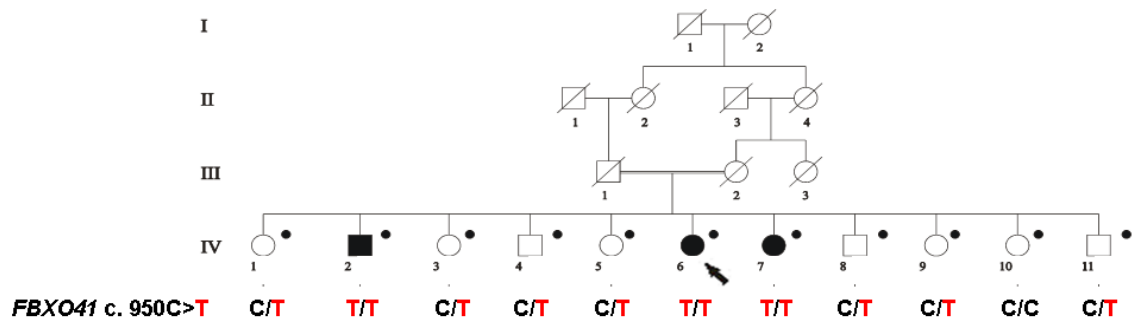 I
1 2
II
1 2 3 4
III
1 2 3
IV
1 2 3 4 5 6 7 8 9 10 11
FBXO41 c. 950C>T C/T T/T C/T C/T C/T T/T T/T C/T C/T C/C C/T